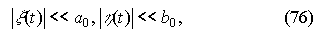 |ξ(t)| << a₀, |η(t)| << b₀, (76)